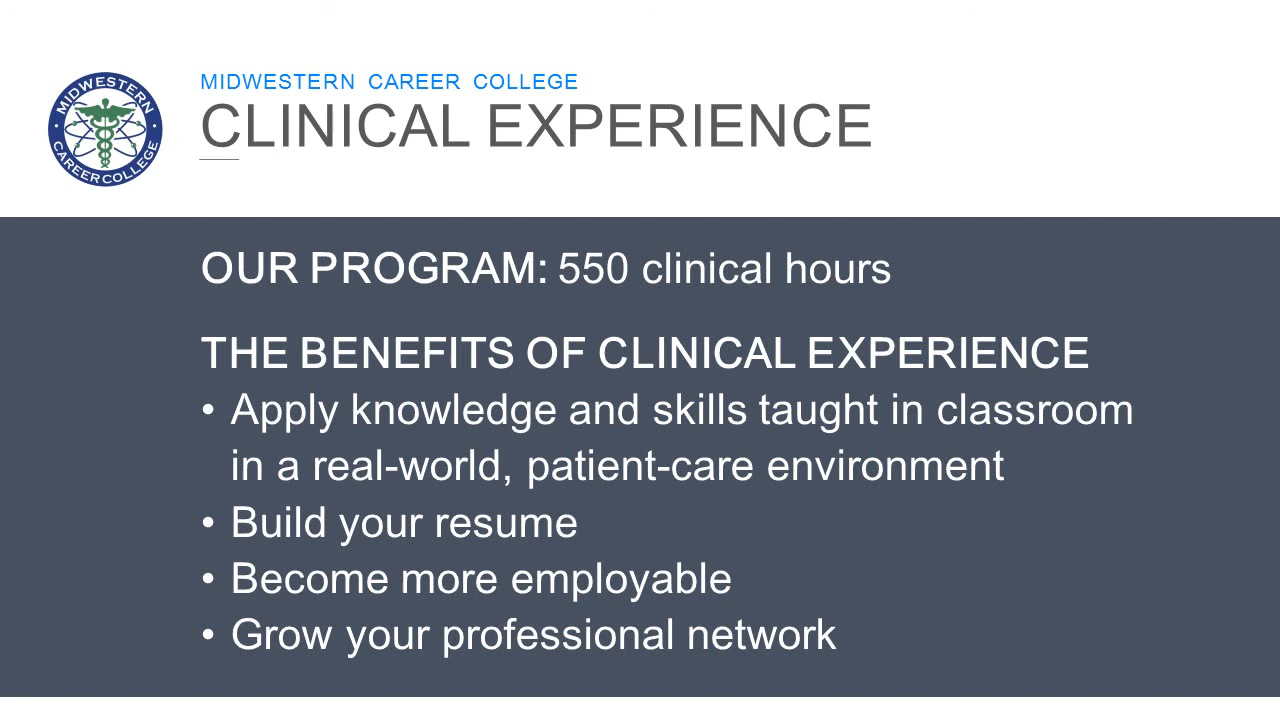 MIDWESTERN CAREER COLLEGE
MIDWESTERN CAREER COLLEGE
CLINICAL EXPERIENCE
OUR PROGRAM: 550 clinical hours
THE BENEFITS OF CLINICAL EXPERIENCE
• Apply knowledge and skills taught in classroom
in a real-world, patient-care environment
• Build your resume
• Become more employable
• Grow your professional network